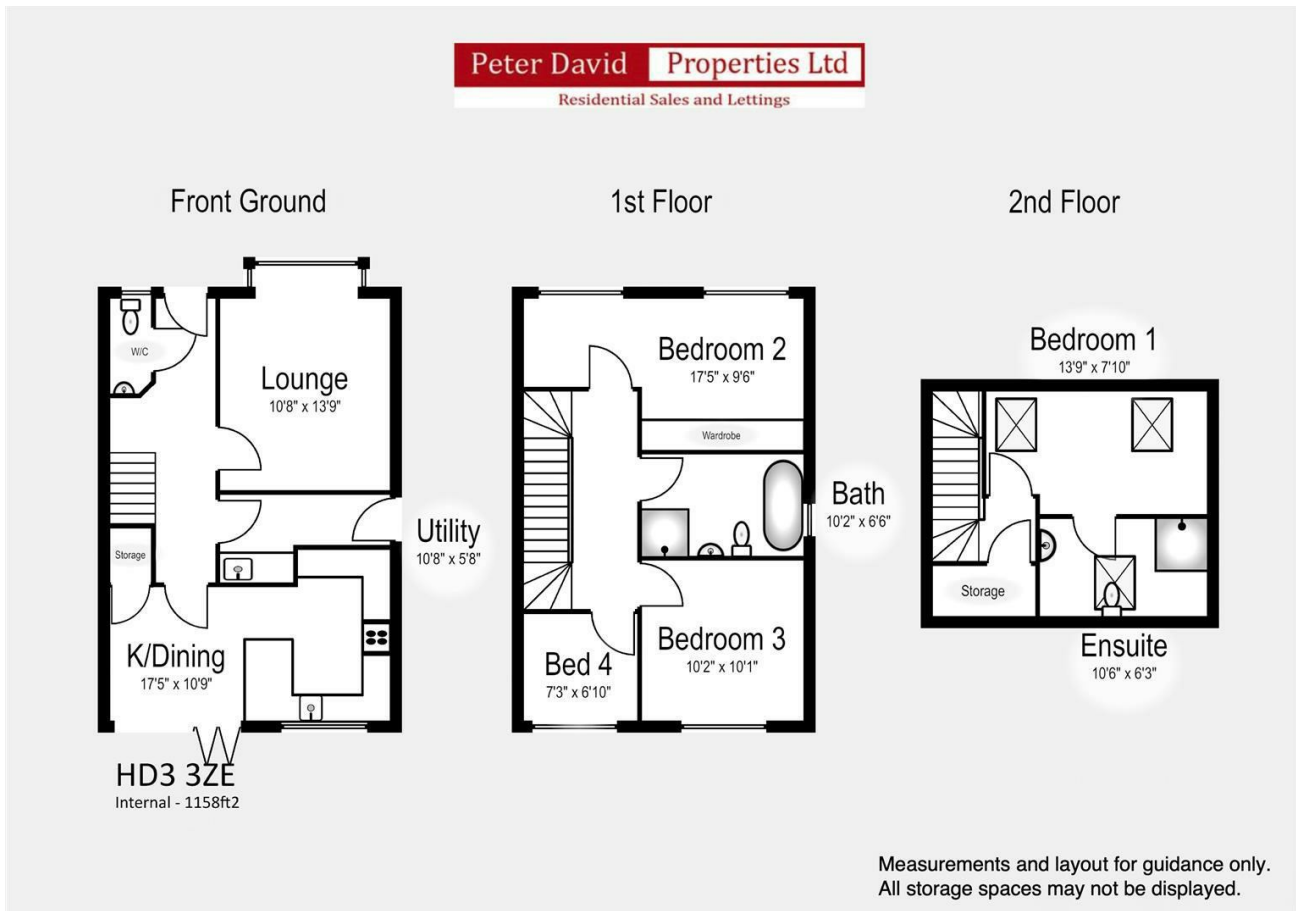 Peter David Properties Ltd
Residential Sales and Lettings
Front Ground
1st Floor
2nd Floor
W/C
Lounge
10'8" x 13'9"
Utility
10'8" x 5'8"
Storage
K/Dining
17'5" x 10'9"
Bedroom 2
17'5" x 9'6"
Wardrobe
Bath
10'2" x 6'6"
Bedroom 3
10'2" x 10'1"
Bed 4
7'3" x 6'10"
Bedroom 1
13'9" x 7'10"
Storage
Ensuite
10'6" x 6'3"
HD3 3ZE
Internal - 1158ft2
Measurements and layout for guidance only.
All storage spaces may not be displayed.